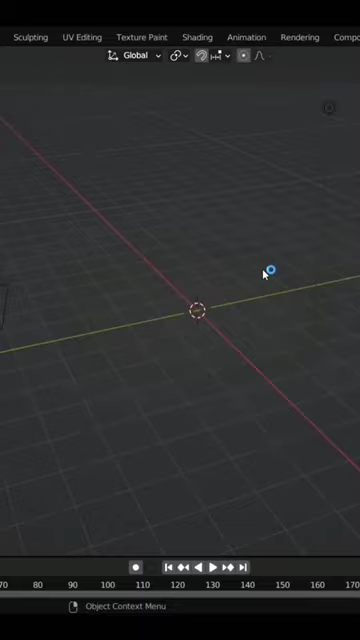 Sculpting UV Editing Texture Paint Shading Animation Rendering Compo
Global
70 80 90 100 110 120 130 140 150 160 170
Object Context Menu